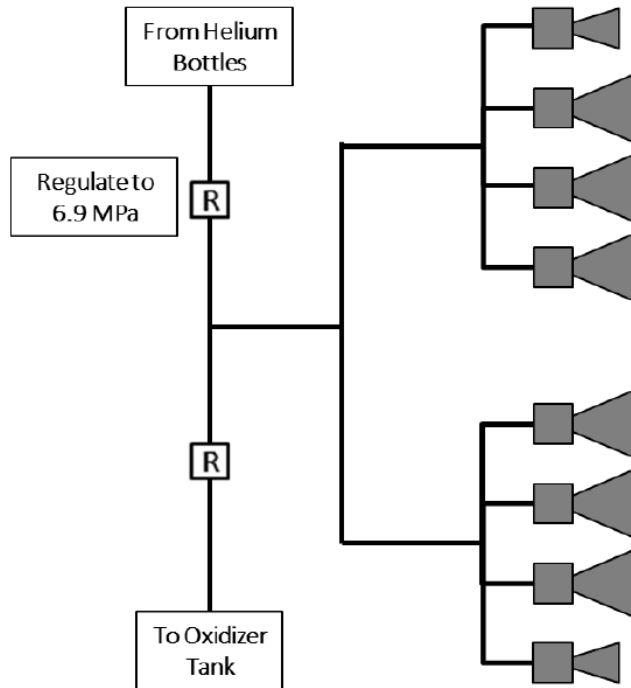 From Helium
Bottles
Regulate to
6.9 MPa
R
R
To Oxidizer
Tank